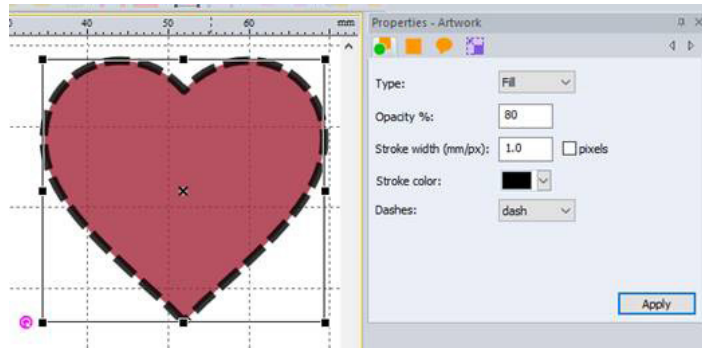 40 50 60 mm
Properties - Artwork
Type: Fill
Opacity %: 80
Stroke width (mm/px): 1.0 pixels
Stroke color:
Dashes: dash
Apply